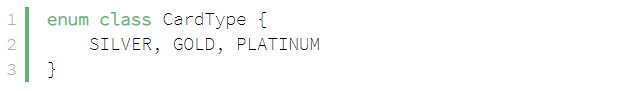 1 enum class CardType {
2     SILVER, GOLD, PLATINUM
3 }